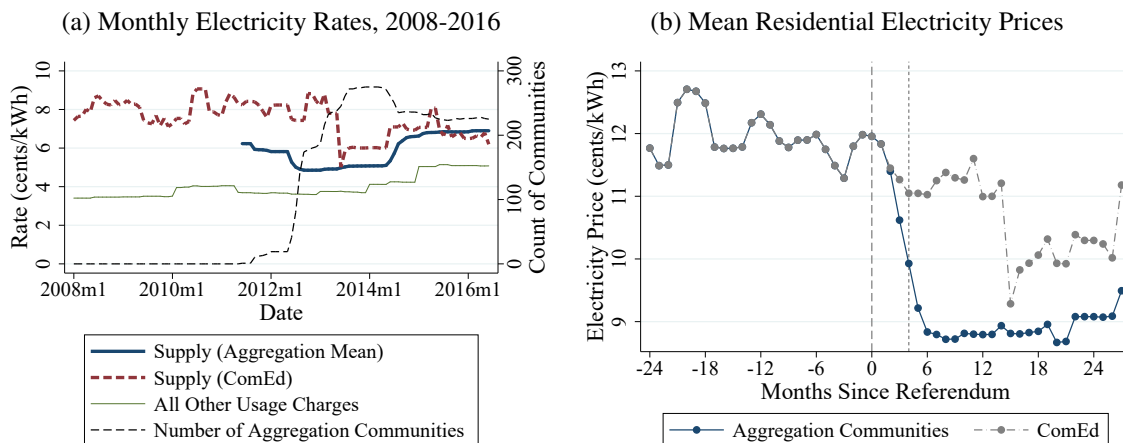 (a) Monthly Electricity Rates, 2008-2016
Rate (cents/kWh)
10
8
6
4
2
0
300
200
100
0
Count of Communities
2008m1 2010m1 2012m1 2014m1 2016m1
Date
Supply (Aggregation Mean)
Supply (ComEd)
All Other Usage Charges
Number of Aggregation Communities
(b) Mean Residential Electricity Prices
Electricity Price (cents/kWh)
13
12
11
10
9
-24 -18 -12 -6 0 6 12 18 24
Months Since Referendum
Aggregation Communities ComEd